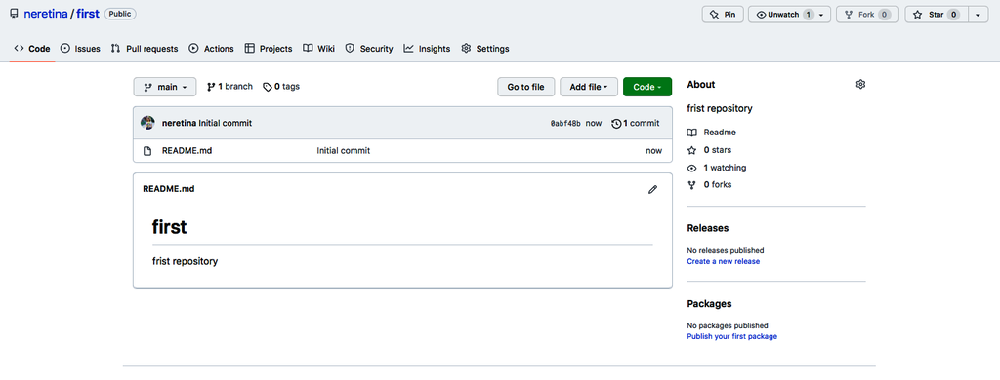 neretina / first Public Pin Unwatch 1 Fork 0 Star 0
Code Issues Pull requests Actions Projects Wiki Security Insights Settings
main 1 branch 0 tags Go to file Add file Code
neretina Initial commit 0abf48b now 1 commit
README.md Initial commit now
README.md
first
frist repository
About
frist repository
Readme
0 stars
1 watching
0 forks
Releases
No releases published
Create a new release
Packages
No packages published
Publish your first package